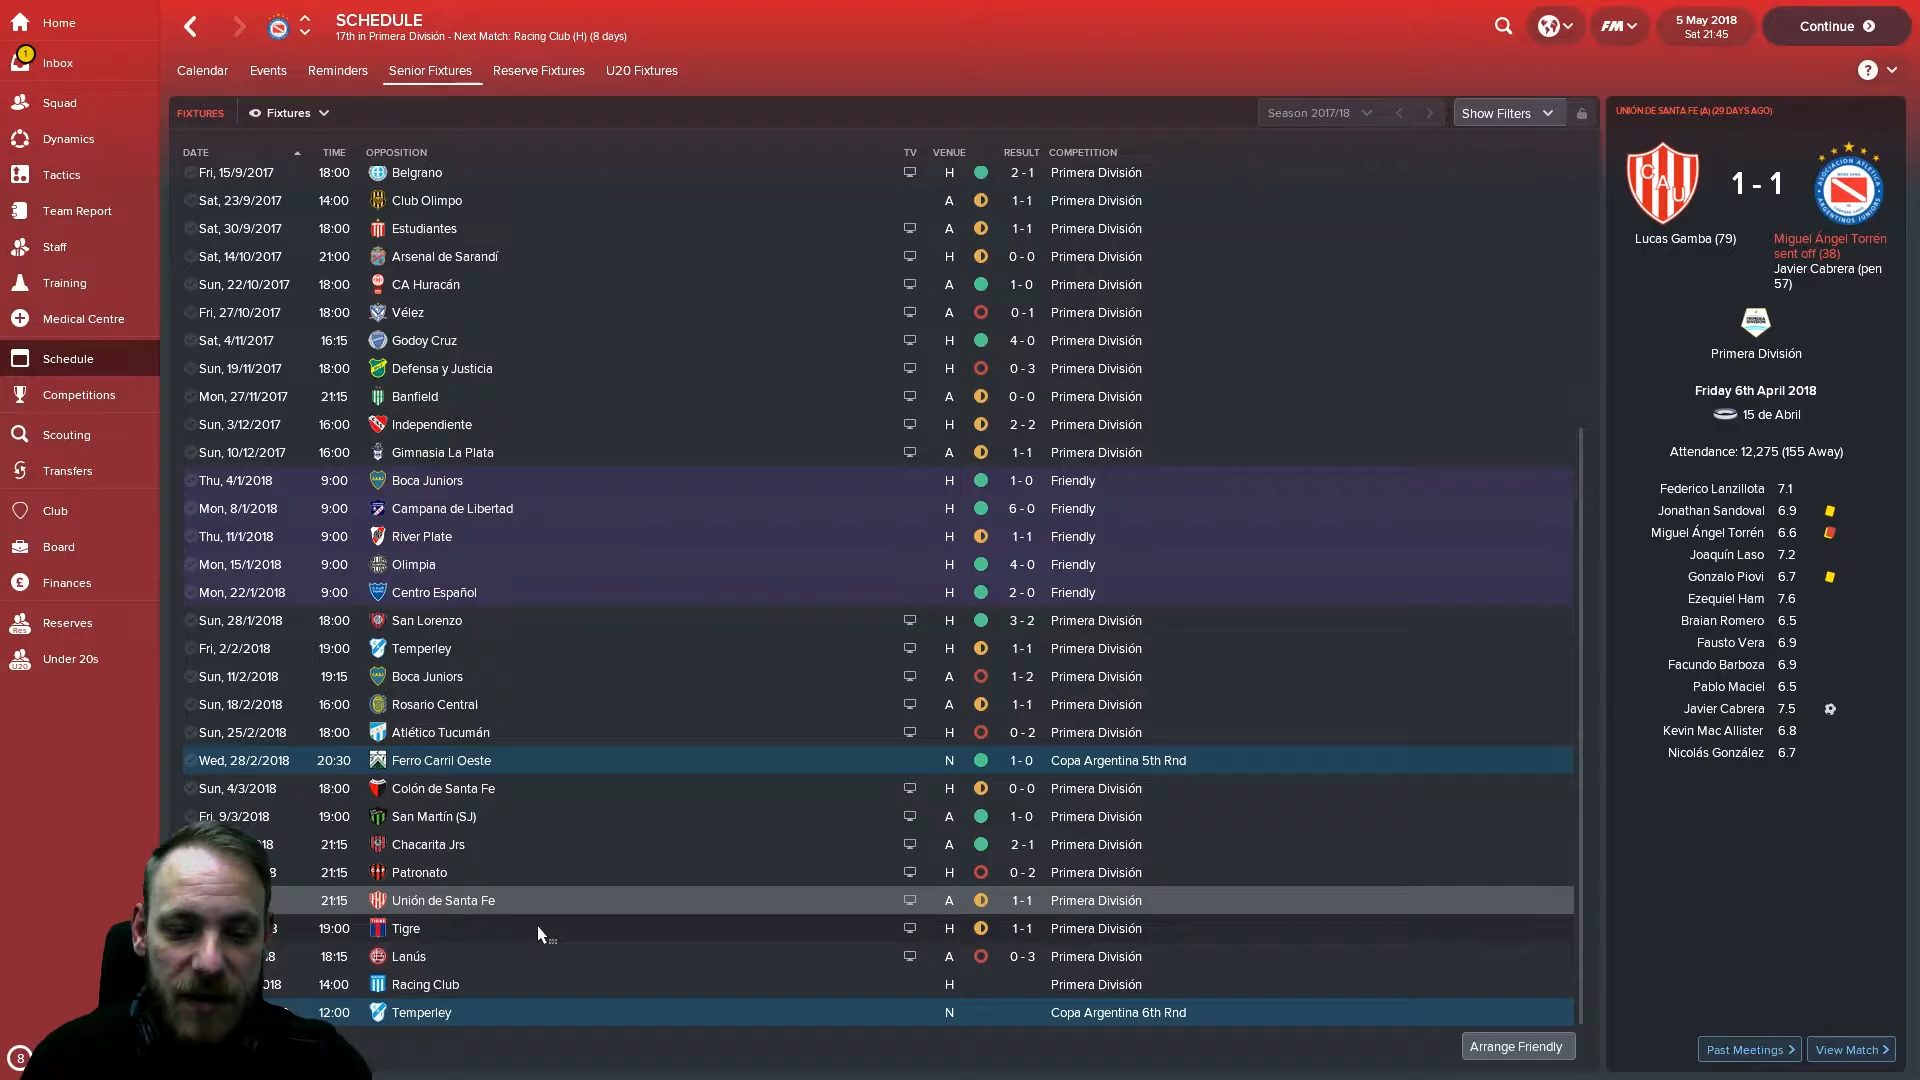 Home
1
Inbox
Squad
Dynamics
Tactics
Team Report
Staff
Training
Medical Centre
Schedule
Competitions
Scouting
Transfers
Club
Board
Finances
Reserves
Res
Under 20s
U20
8
SCHEDULE
17th in Primera División - Next Match: Racing Club (H) (8 days)
FM
5 May 2018
Sat 21:45
Continue
Calendar Events Reminders Senior Fixtures Reserve Fixtures U20 Fixtures
?
FIXTURES Fixtures Season 2017/18 Show Filters
DATE TIME OPPOSITION TV VENUE RESULT COMPETITION
Fri, 15/9/2017 18:00 Belgrano H 2 - 1 Primera División
Sat, 23/9/2017 14:00 Club Olimpo A 1 - 1 Primera División
Sat, 30/9/2017 18:00 Estudiantes A 1 - 1 Primera División
Sat, 14/10/2017 21:00 Arsenal de Sarandí H 0 - 0 Primera División
Sun, 22/10/2017 18:00 CA Huracán A 1 - 0 Primera División
Fri, 27/10/2017 18:00 Vélez A 0 - 1 Primera División
Sat, 4/11/2017 16:15 Godoy Cruz H 4 - 0 Primera División
Sun, 19/11/2017 18:00 Defensa y Justicia H 0 - 3 Primera División
Mon, 27/11/2017 21:15 Banfield A 0 - 0 Primera División
Sun, 3/12/2017 16:00 Independiente H 2 - 2 Primera División
Sun, 10/12/2017 16:00 Gimnasia La Plata A 1 - 1 Primera División
Thu, 4/1/2018 9:00 Boca Juniors H 1 - 0 Friendly
Mon, 8/1/2018 9:00 Campana de Libertad H 6 - 0 Friendly
Thu, 11/1/2018 9:00 River Plate H 1 - 1 Friendly
Mon, 15/1/2018 9:00 Olimpia H 4 - 0 Friendly
Mon, 22/1/2018 9:00 Centro Español H 2 - 0 Friendly
Sun, 28/1/2018 18:00 San Lorenzo H 3 - 2 Primera División
Fri, 2/2/2018 19:00 Temperley H 1 - 1 Primera División
Sun, 11/2/2018 19:15 Boca Juniors A 1 - 2 Primera División
Sun, 18/2/2018 16:00 Rosario Central A 1 - 1 Primera División
Sun, 25/2/2018 18:00 Atlético Tucumán H 0 - 2 Primera División
Wed, 28/2/2018 20:30 Ferro Carril Oeste N 1 - 0 Copa Argentina 5th Rnd
Sun, 4/3/2018 18:00 Colón de Santa Fe H 0 - 0 Primera División
Fri, 9/3/2018 19:00 San Martín (SJ) A 1 - 0 Primera División
18 21:15 Chacarita Jrs A 2 - 1 Primera División
8 21:15 Patronato H 0 - 2 Primera División
21:15 Unión de Santa Fe A 1 - 1 Primera División
8 19:00 Tigre H 1 - 1 Primera División
18 18:15 Lanús A 0 - 3 Primera División
018 14:00 Racing Club H Primera División
12:00 Temperley N Copa Argentina 6th Rnd
Arrange Friendly
UNIÓN DE SANTA FE (A) (29 DAYS AGO)
CAU
1 - 1
Lucas Gamba (79)
Miguel Ángel Torrén
sent off (38)
Javier Cabrera (pen
57)
Primera División
Friday 6th April 2018
15 de Abril
Attendance: 12,275 (155 Away)
Federico Lanzillota 7.1
Jonathan Sandoval 6.9
Miguel Ángel Torrén 6.6
Joaquín Laso 7.2
Gonzalo Piovi 6.7
Ezequiel Ham 7.6
Braian Romero 6.5
Fausto Vera 6.9
Facundo Barboza 6.9
Pablo Maciel 6.5
Javier Cabrera 7.5
Kevin Mac Allister 6.8
Nicolás González 6.7
Past Meetings View Match